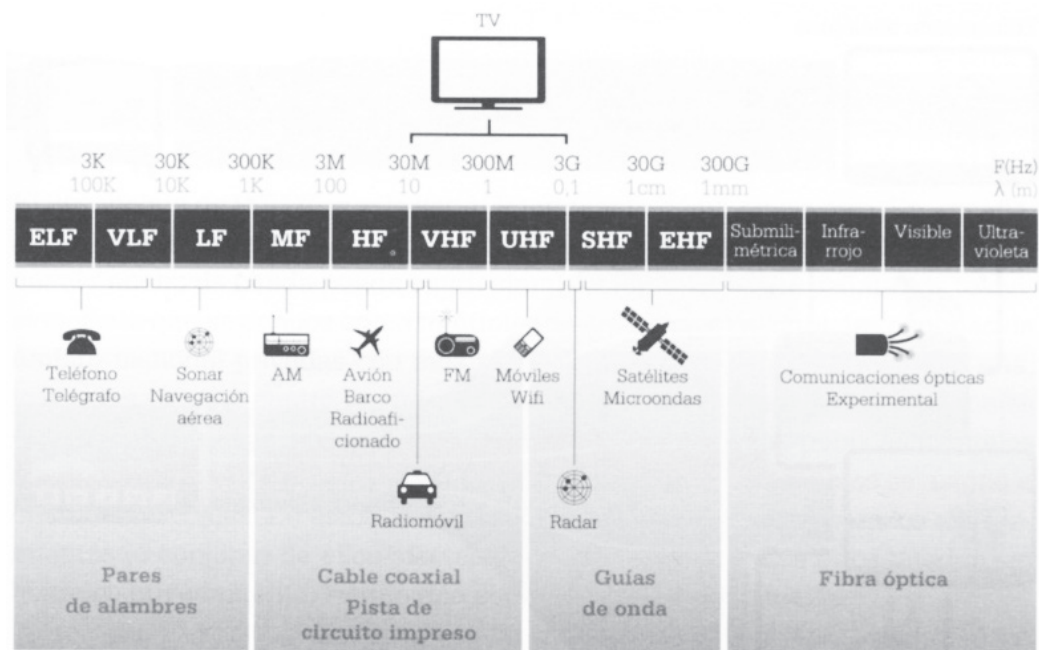 TV
3K 30K 300K 3M 30M 300M 3G 30G 300G F(Hz)
100K 10K 1K 100 10 1 0,1 1cm 1mm λ (m)
ELF VLF LF MF HF VHF UHF SHF EHF Submili-métrica Infra-rrojo Visible Ultra-violeta
Teléfono
Telégrafo
Sonar
Navegación
aérea
AM
Avión
Barco
Radioafi-
cionado
FM
Móviles
Wifi
Satélites
Microondas
Comunicaciones ópticas
Experimental
Radiomóvil
Radar
Pares
de alambres
Cable coaxial
Pista de
circuito impreso
Guías
de onda
Fibra óptica